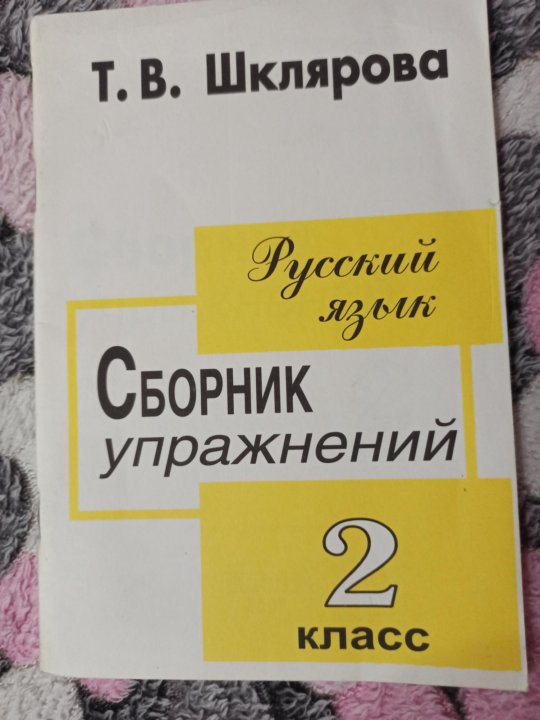 Т. В. Шклярова
Русский
язык
Сборник
упражнений
2
класс